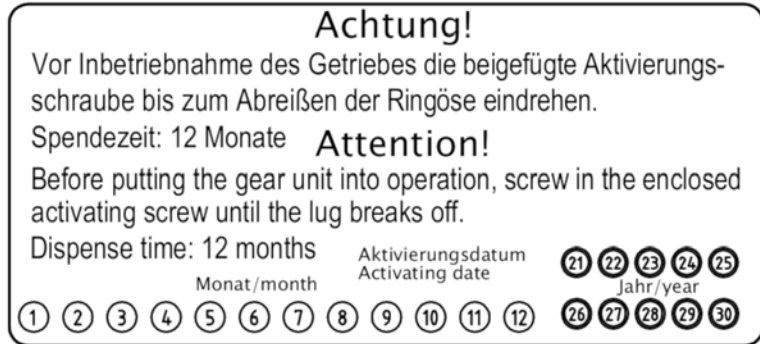 Achtung!
Vor Inbetriebnahme des Getriebes die beigefügte Aktivierungs-
schraube bis zum Abreißen der Ringöse eindrehen.
Spendezeit: 12 Monate
Attention!
Before putting the gear unit into operation, screw in the enclosed
activating screw until the lug breaks off.
Dispense time: 12 months
Aktivierungsdatum
Activating date
Monat/month
1 2 3 4 5 6 7 8 9 10 11 12
21 22 23 24 25
Jahr/year
26 27 28 29 30